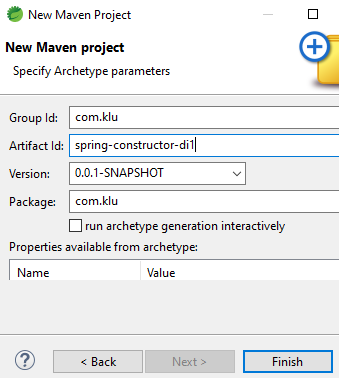 New Maven Project
New Maven project
Specify Archetype parameters
Group Id: com.klu
Artifact Id: spring-constructor-di1
Version: 0.0.1-SNAPSHOT
Package: com.klu
run archetype generation interactively
Properties available from archetype:
Name Value
? < Back Next > Finish